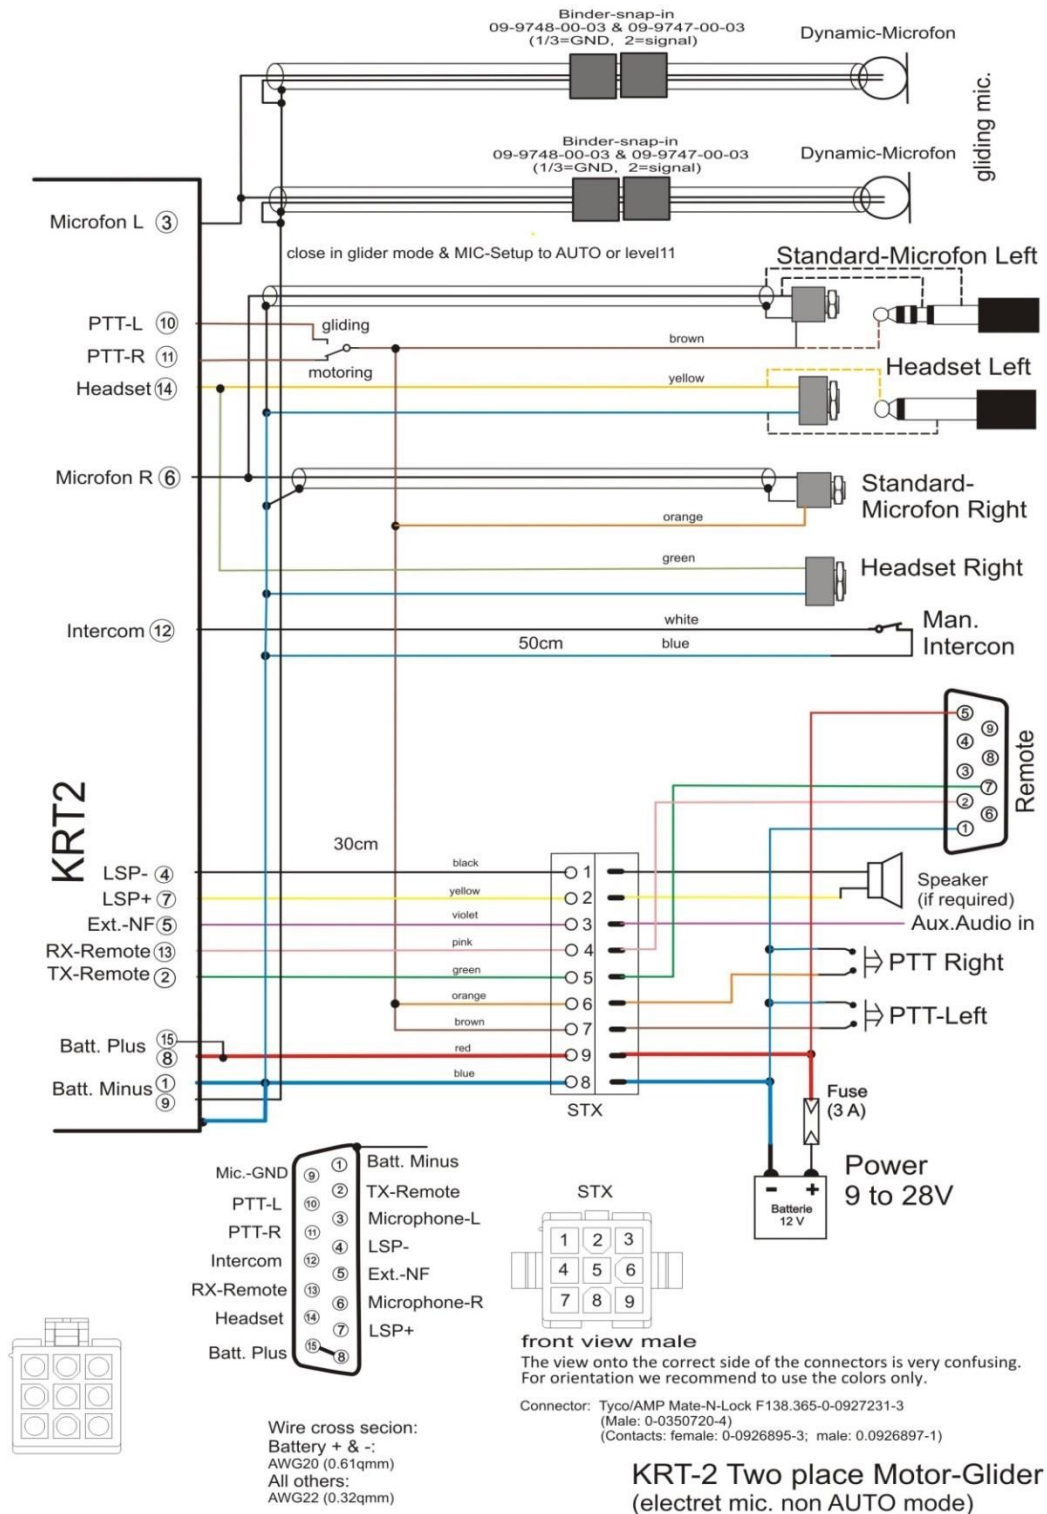 Binder-snap-in
09-9748-00-03 & 09-9747-00-03
(1/3=GND, 2=signal)
Dynamic-Microfon
gliding mic.
Binder-snap-in
09-9748-00-03 & 09-9747-00-03
(1/3=GND, 2=signal)
Dynamic-Microfon
Microfon L 3
close in glider mode & MIC-Setup to AUTO or level11
Standard-Microfon Left
PTT-L 10
gliding
brown
PTT-R 11
motoring
Headset 14
yellow
Headset Left
Microfon R 6
Standard-
Microfon Right
orange
green
Headset Right
Intercom 12
white
Man.
Intercon
50cm
blue
5
9
4
8
3
7
2
6
1
Remote
KRT2
30cm
LSP- 4
black
1
Speaker
(if required)
LSP+ 7
yellow
2
Ext.-NF 5
violet
3
Aux.Audio in
RX-Remote 13
pink
4
PTT Right
TX-Remote 2
green
5
orange
6
brown
7
PTT-Left
Batt. Plus 15
8
red
9
Batt. Minus 1
9
blue
8
STX
Fuse
(3 A)
Power
9 to 28V
- +
Batterie
12 V
Mic.-GND 9
1 Batt. Minus
PTT-L 10
2 TX-Remote
PTT-R 11
3 Microphone-L
Intercom 12
4 LSP-
RX-Remote 13
5 Ext.-NF
Headset 14
6 Microphone-R
Batt. Plus 15
7 LSP+
8
STX
1 2 3
4 5 6
7 8 9
front view male
The view onto the correct side of the connectors is very confusing.
For orientation we recommend to use the colors only.
Connector: Tyco/AMP Mate-N-Lock F138.365-0-0927231-3
(Male: 0-0350720-4)
(Contacts: female: 0-0926895-3; male: 0.0926897-1)
Wire cross secion:
Battery + & -:
AWG20 (0.61qmm)
All others:
AWG22 (0.32qmm)
KRT-2 Two place Motor-Glider
(electret mic. non AUTO mode)